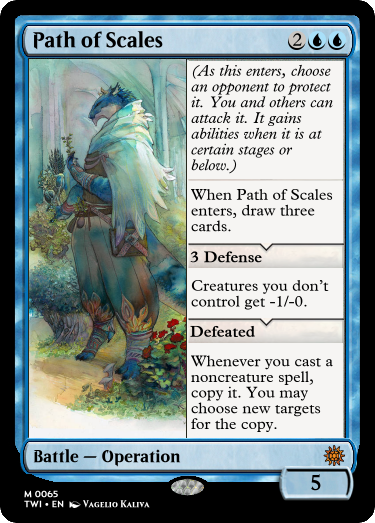 Path of Scales 2
(As this enters, choose
an opponent to protect
it. You and others can
attack it. It gains
abilities when it is at
certain stages or
below.)
When Path of Scales
enters, draw three
cards.
3 Defense
Creatures you don't
control get -1/-0.
Defeated
Whenever you cast a
noncreature spell,
copy it. You may
choose new targets
for the copy.
Battle — Operation
5
M 0065
TWI • EN Vagelio Kaliva